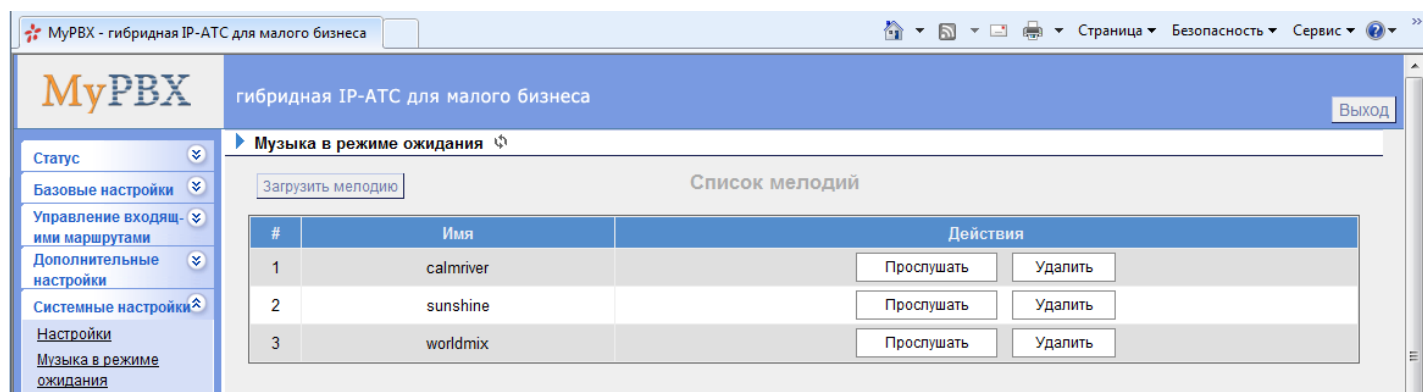 MyPBX - гибридная IP-АТС для малого бизнеса
Страница Безопасность Сервис
MyPBX
гибридная IP-АТС для малого бизнеса
Выход
Статус
Базовые настройки
Управление входящ-
ими маршрутами
Дополнительные
настройки
Системные настройки
Настройки
Музыка в режиме
ожидания
Музыка в режиме ожидания
Загрузить мелодию
Список мелодий
# Имя Действия
1 calmriver Прослушать Удалить
2 sunshine Прослушать Удалить
3 worldmix Прослушать Удалить